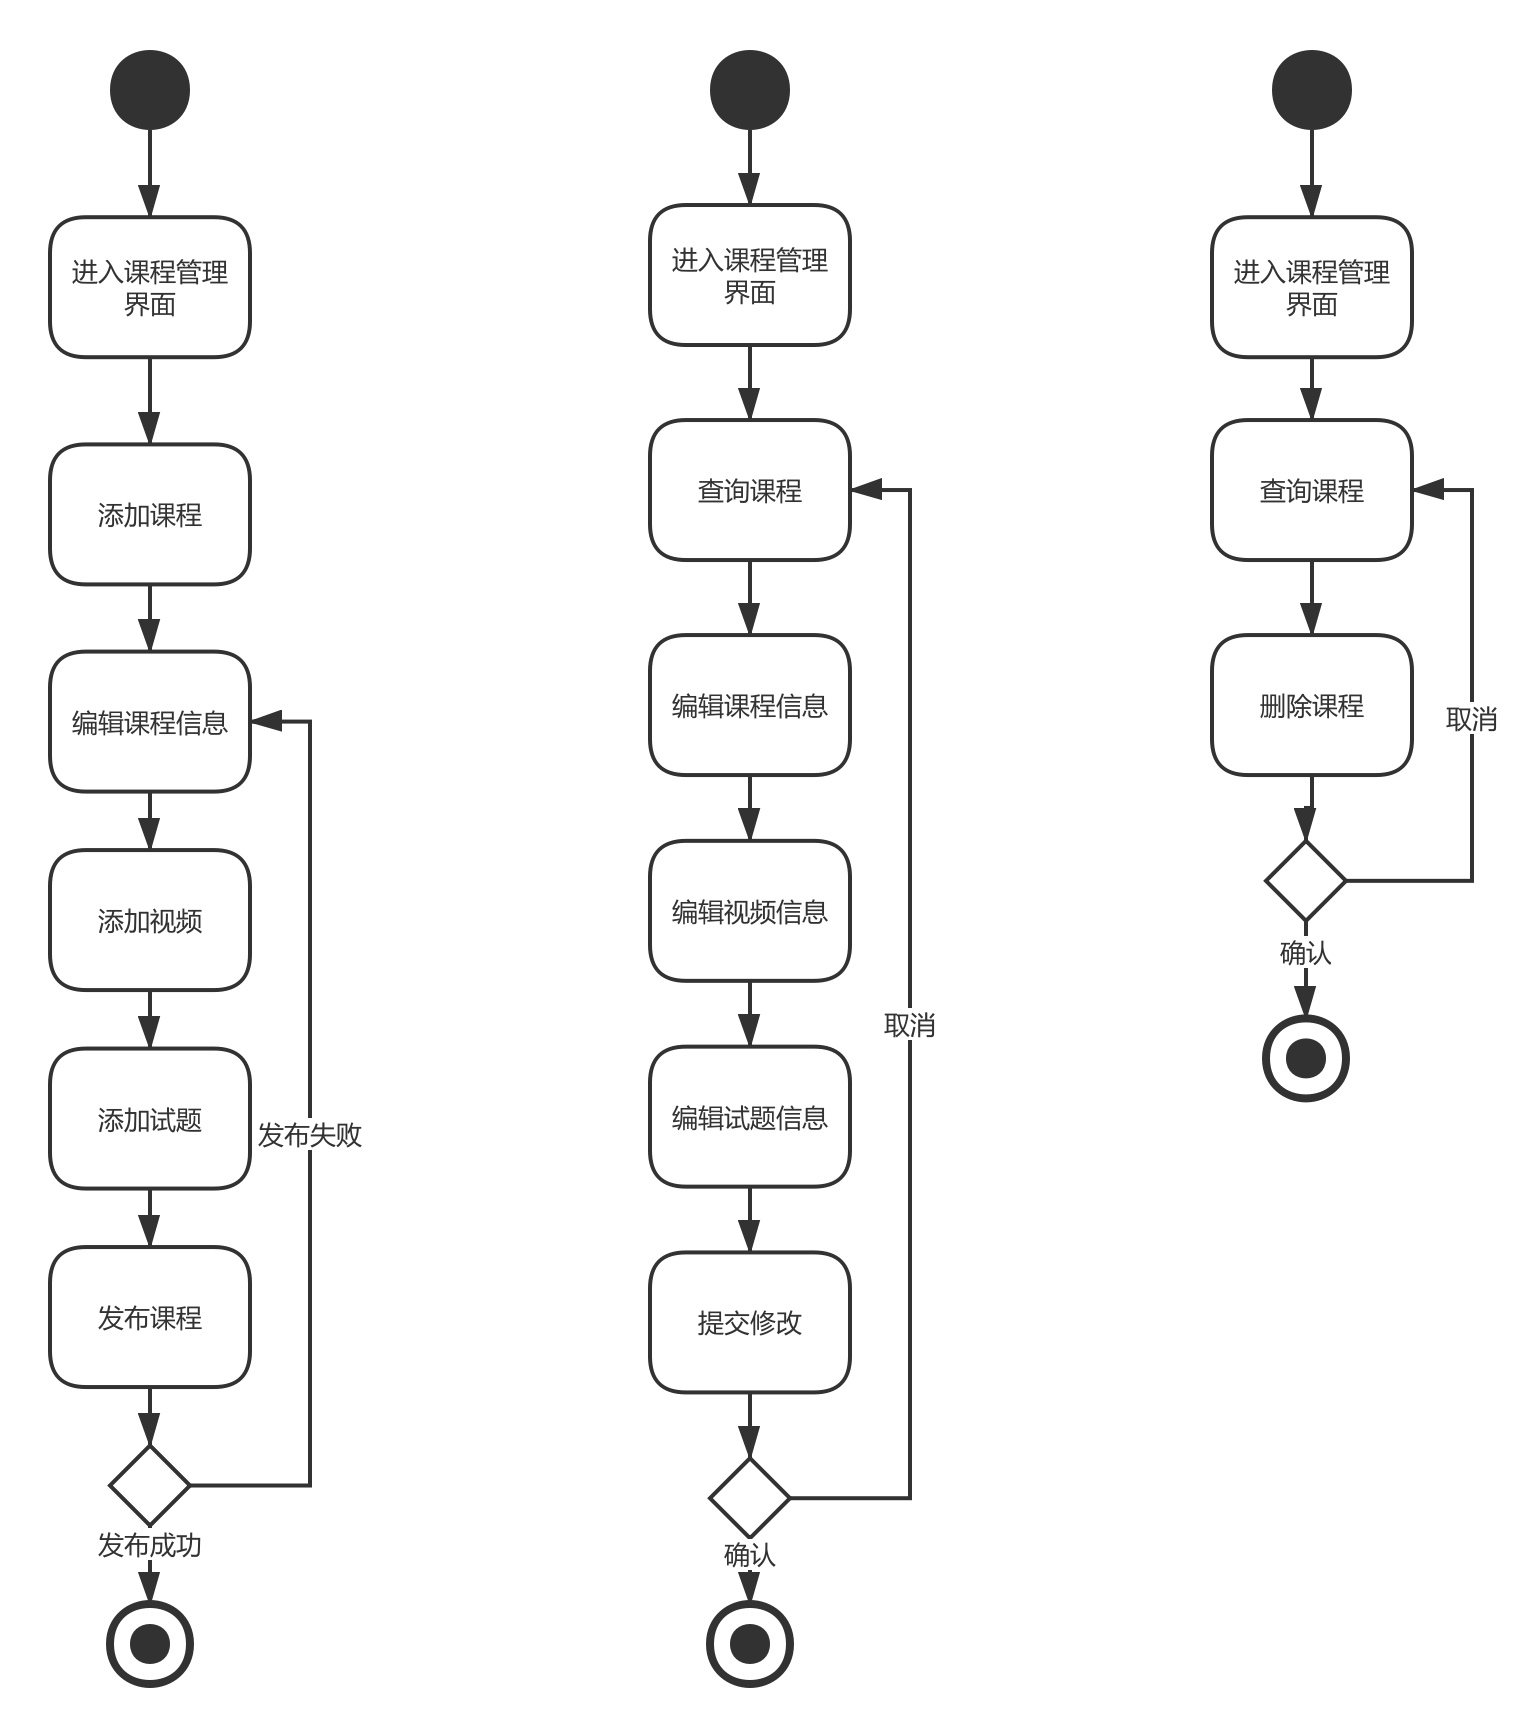 进入课程管理
界面
添加课程
编辑课程信息
添加视频
添加试题
发布失败
发布课程
发布成功
进入课程管理
界面
查询课程
编辑课程信息
编辑视频信息
取消
编辑试题信息
提交修改
确认
进入课程管理
界面
查询课程
删除课程
取消
确认